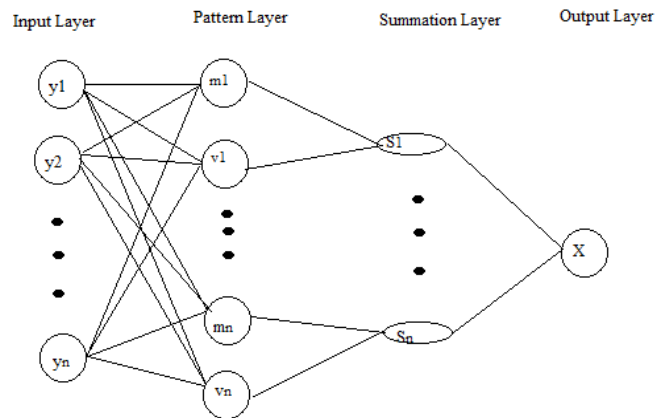 Input Layer
Pattern Layer
Summation Layer
Output Layer
y1
m1
y2
v1
S1
X
yn
mn
Sn
vn